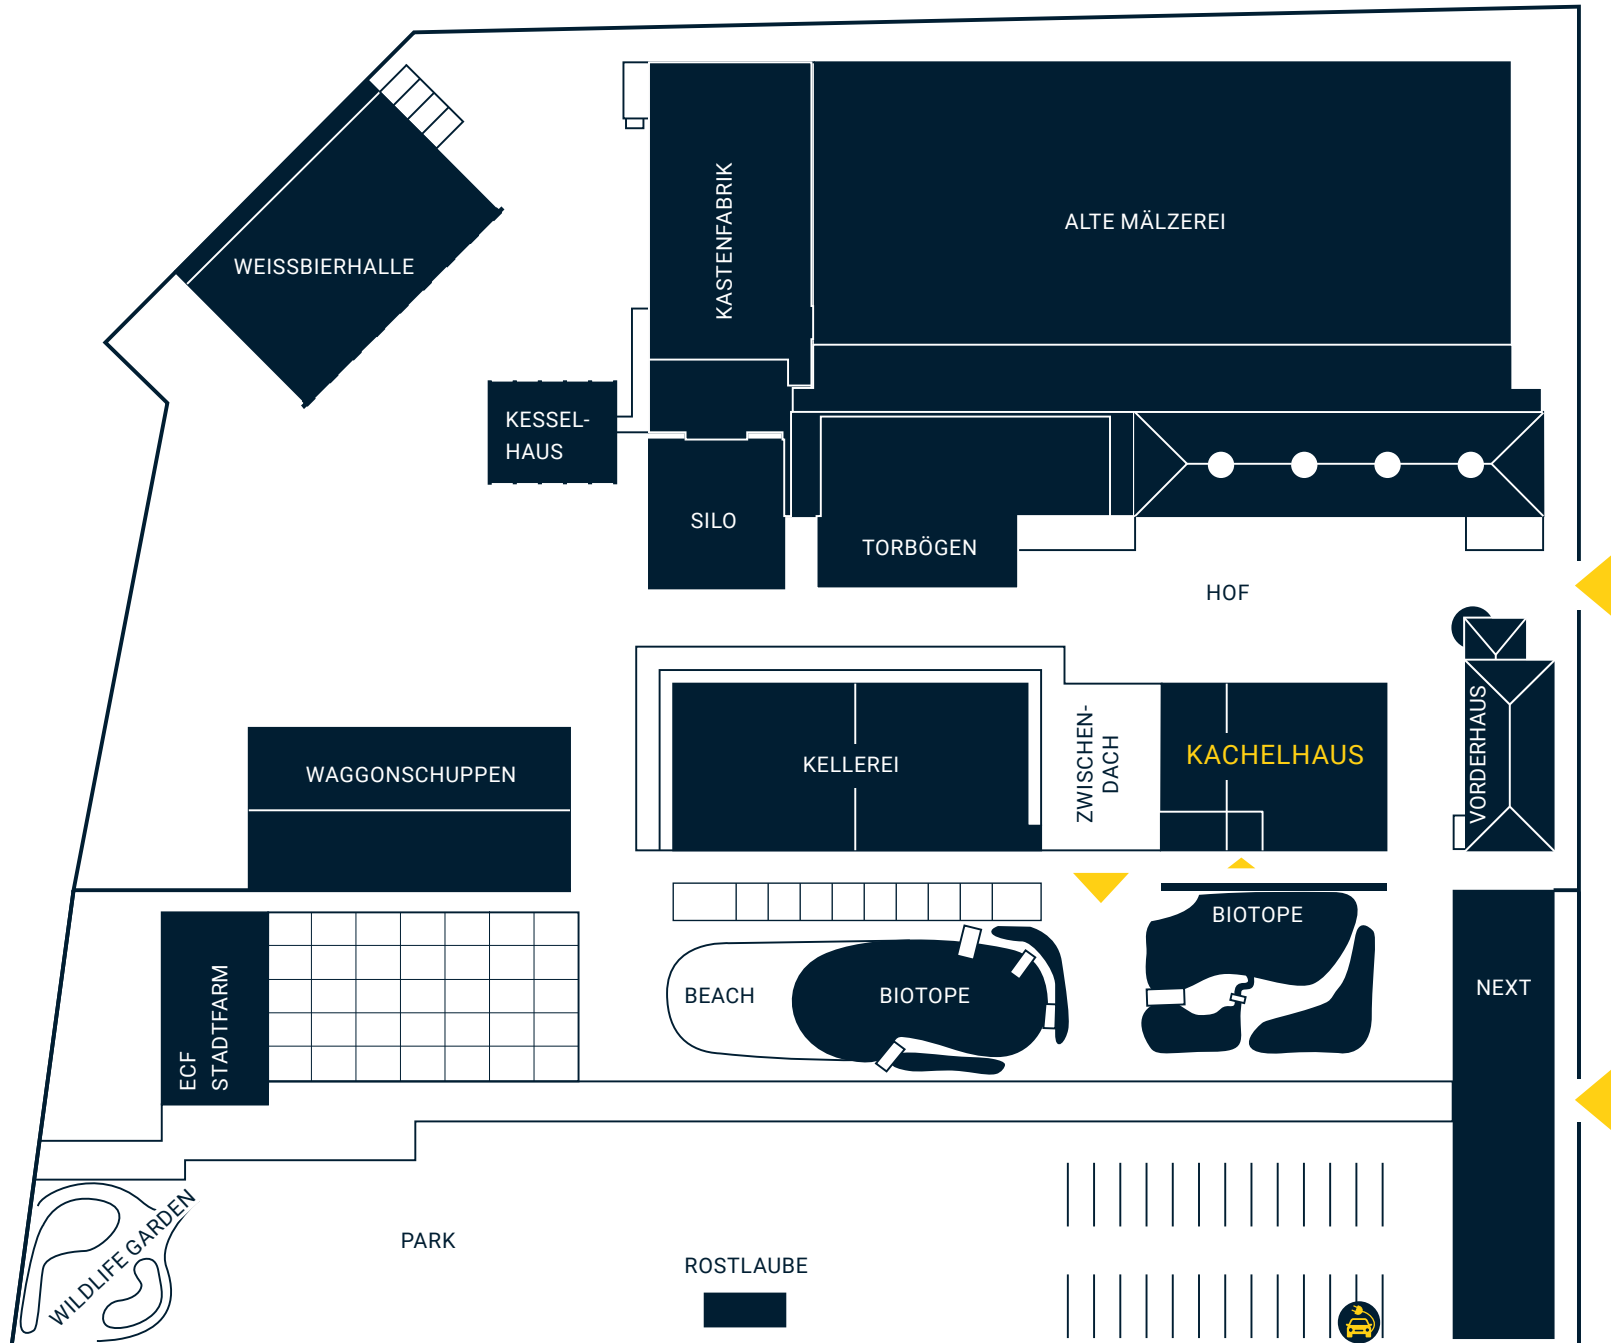 KASTENFABRIK
ALTE MÄLZEREI
WEISSBIERHALLE
KESSEL-
HAUS
SILO
TORBÖGEN
HOF
WAGGONSCHUPPEN
KELLEREI
ZWISCHEN-
DACH
KACHELHAUS
VORDERHAUS
BIOTOPE
ECF
STADTFARM
BEACH
BIOTOPE
NEXT
WILDLIFE GARDEN
PARK
ROSTLAUBE